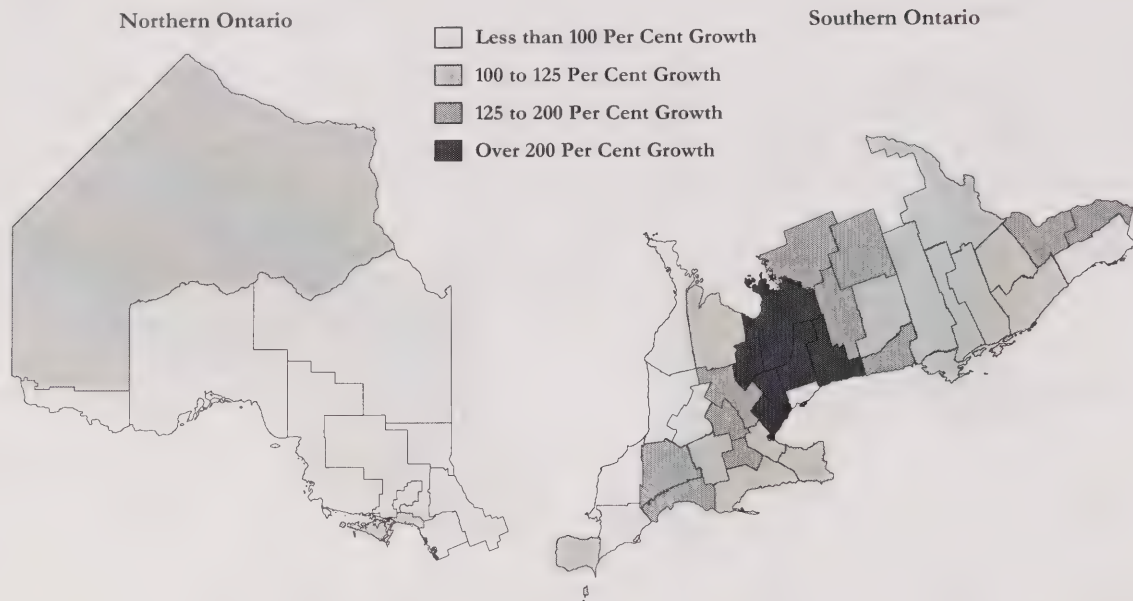 Northern Ontario
Southern Ontario
Less than 100 Per Cent Growth
100 to 125 Per Cent Growth
125 to 200 Per Cent Growth
Over 200 Per Cent Growth